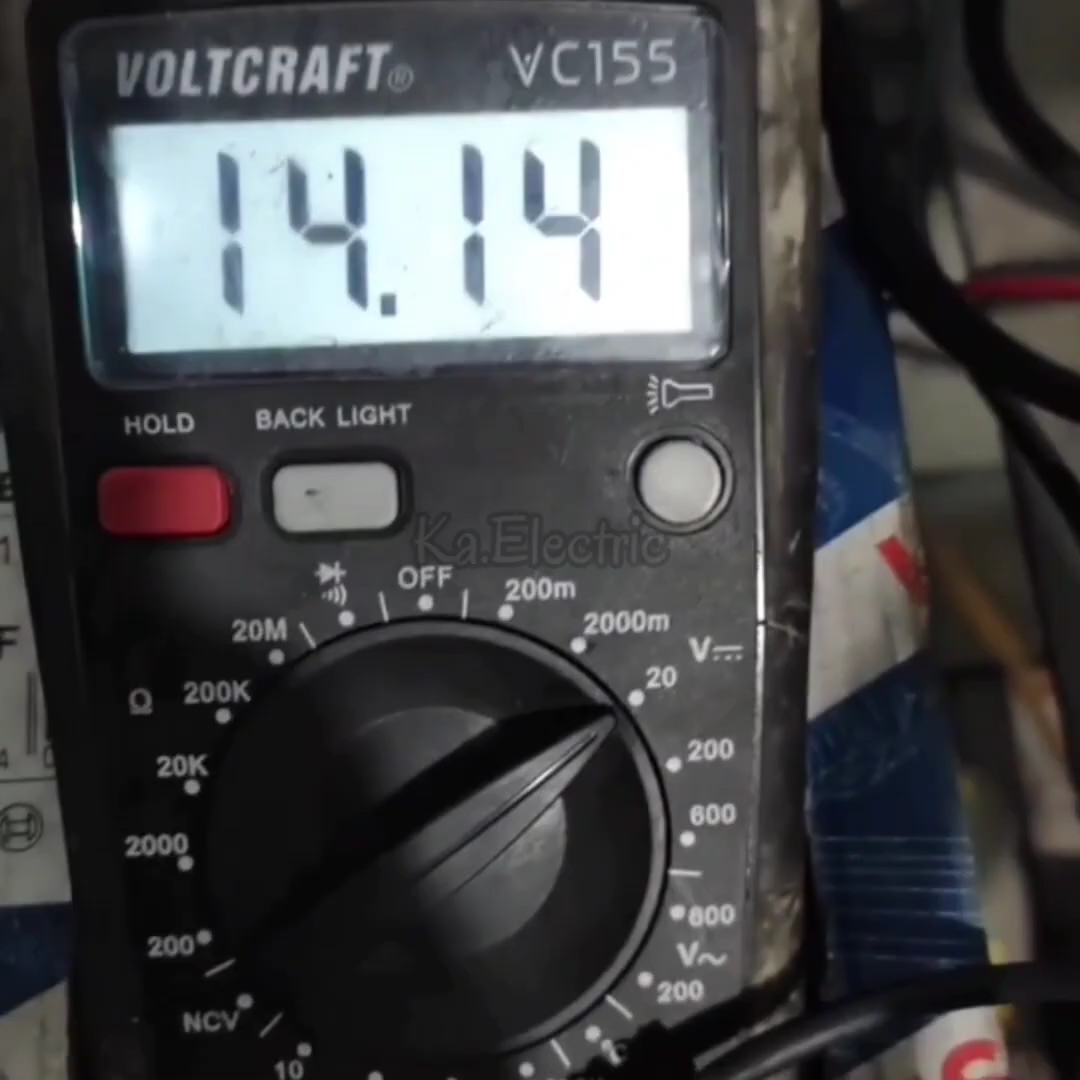 VOLTCRAFT® VC155
14.14
HOLD BACK LIGHT
Ka.Electric
OFF 200m
20M 2000m
V⎓
Ω 200K 20
20K 200
2000 600
600
200 V~
NCV 200
10